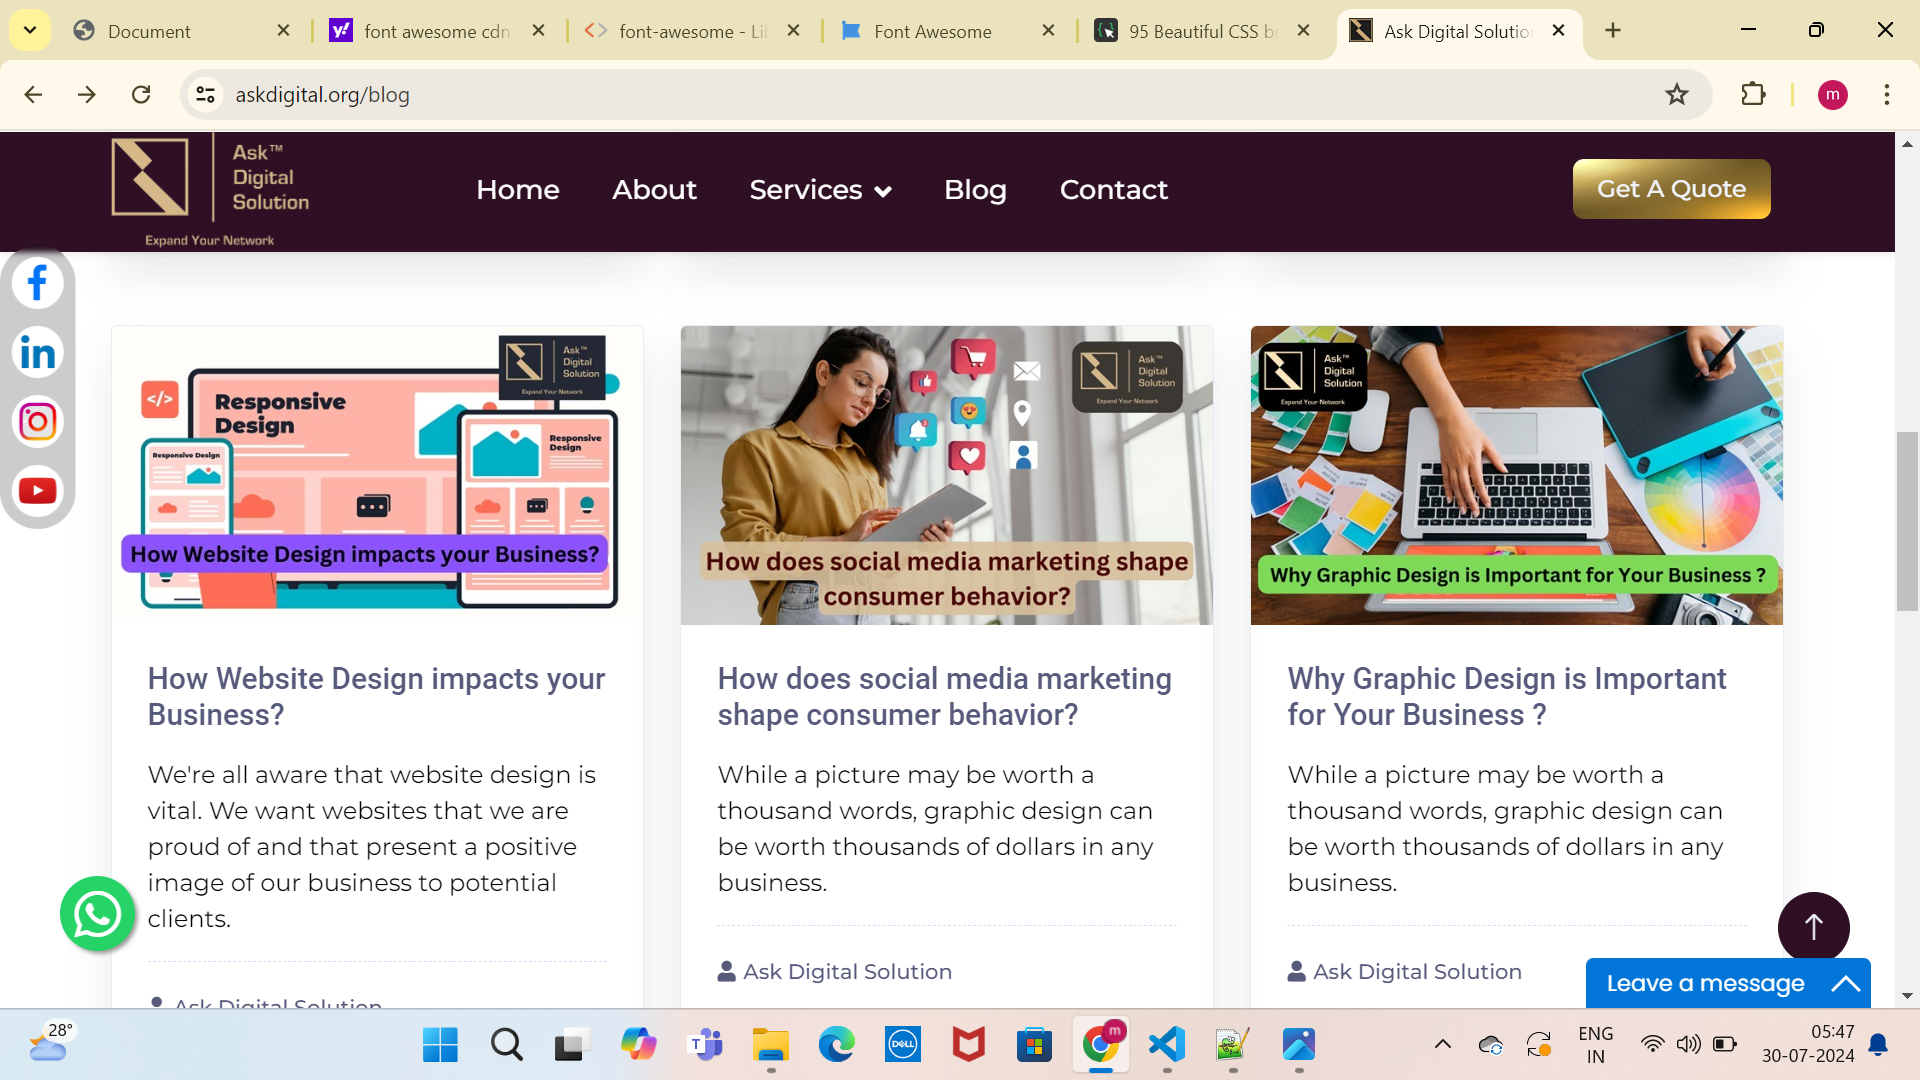 Document
font awesome cdn
font-awesome - Li
Font Awesome
95 Beautiful CSS b
Ask Digital Solutio
askdigital.org/blog
m
Ask™
Digital
Solution
Expand Your Network
Home
About
Services
Blog
Contact
Get A Quote
Ask™
Digital
Solution
Expand Your Network
</>
Responsive
Design
Responsive
Design
Responsive Design
How Website Design impacts your Business?
Ask™
Digital
Solution
Expand Your Network
How does social media marketing shape
consumer behavior?
Ask™
Digital
Solution
Expand Your Network
Why Graphic Design is Important for Your Business ?
How Website Design impacts your
Business?
We're all aware that website design is
vital. We want websites that we are
proud of and that present a positive
image of our business to potential
clients.
Ask Digital Solution
How does social media marketing
shape consumer behavior?
While a picture may be worth a
thousand words, graphic design can
be worth thousands of dollars in any
business.
Ask Digital Solution
Why Graphic Design is Important
for Your Business ?
While a picture may be worth a
thousand words, graphic design can
be worth thousands of dollars in any
business.
Ask Digital Solution
Leave a message
28°
DELL
m
ENG
IN
05:47
30-07-2024